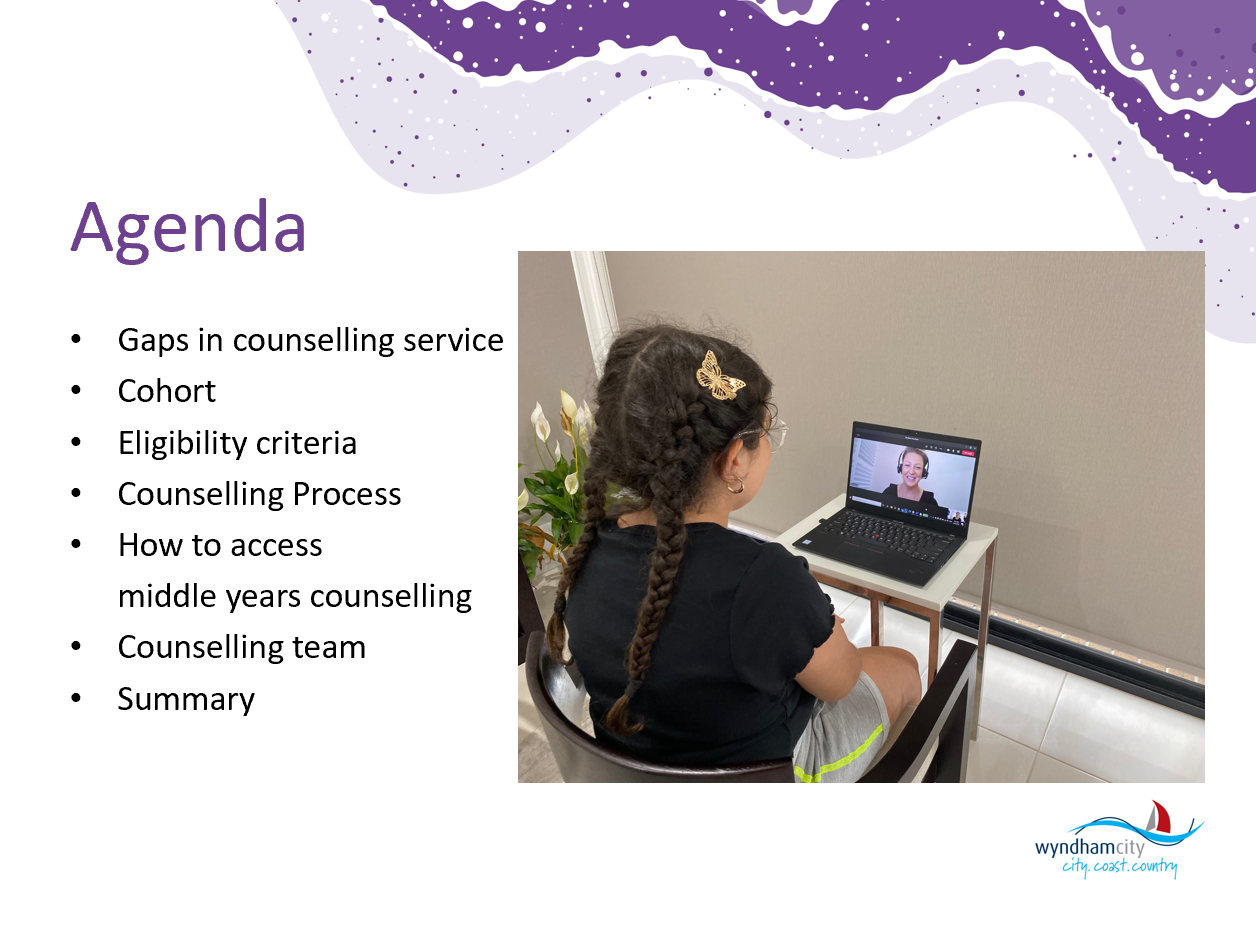 Agenda
• Gaps in counselling service
• Cohort
• Eligibility criteria
• Counselling Process
• How to access
middle years counselling
• Counselling team
• Summary
wyndhamcity
city. coast. country